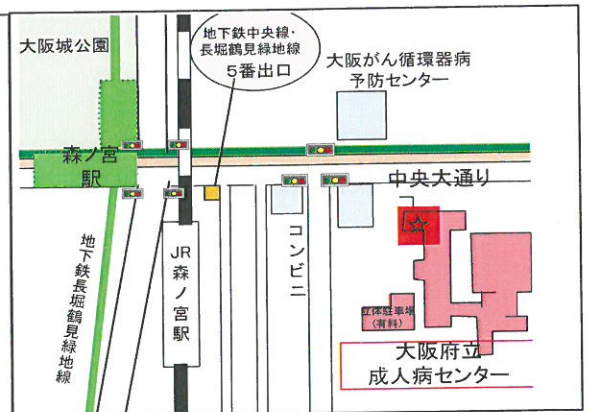 大阪城公園
地下鉄中央線・
長堀鶴見緑地線
5番出口
大阪がん循環器病
予防センター
森ノ宮
駅
中央大通り
地下鉄長堀鶴見緑地線
JR
森ノ宮駅
コンビニ
☆
立体駐車場
(有料)
大阪府立
成人病センター